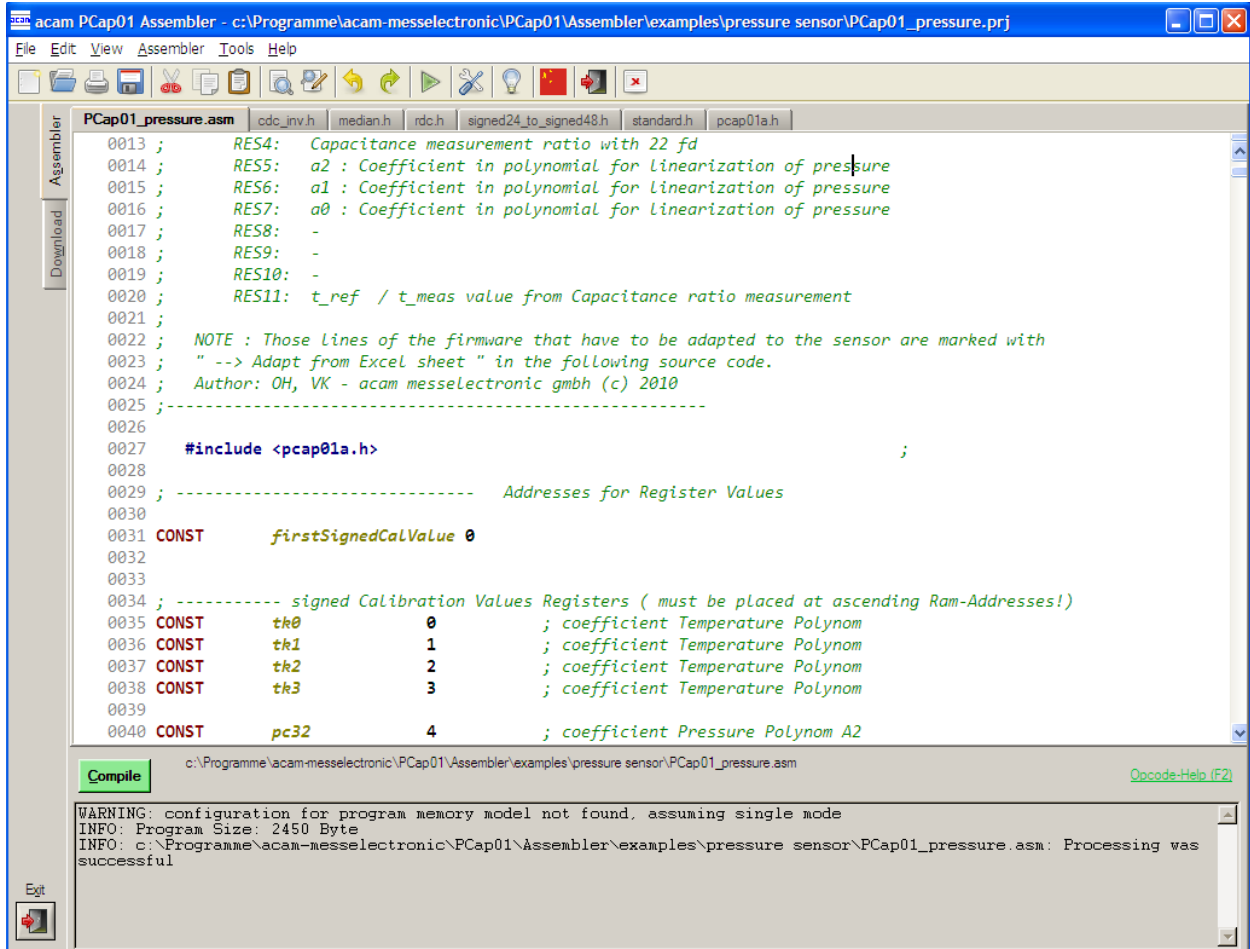 acam PCap01 Assembler - c:\Programme\acam-messelectronic\PCap01\Assembler\examples\pressure sensor\PCap01_pressure.prj
File Edit View Assembler Tools Help
Assembler
Download
PCap01_pressure.asm cdc_inv.h median.h rdc.h signed24_to_signed48.h standard.h pcap01a.h
0013 ; RES4: Capacitance measurement ratio with 22 fd
0014 ; RES5: a2 : Coefficient in polynomial for linearization of pressure
0015 ; RES6: a1 : Coefficient in polynomial for linearization of pressure
0016 ; RES7: a0 : Coefficient in polynomial for linearization of pressure
0017 ; RES8: -
0018 ; RES9: -
0019 ; RES10: -
0020 ; RES11: t_ref / t_meas value from Capacitance ratio measurement
0021 ;
0022 ; NOTE : Those lines of the firmware that have to be adapted to the sensor are marked with
0023 ; " --> Adapt from Excel sheet " in the following source code.
0024 ; Author: OH, VK - acam messelectronic gmbh (c) 2010
0025 ;--------------------------------------------------------
0026
0027 #include <pcap01a.h> ;
0028
0029 ; ------------------------------- Addresses for Register Values
0030
0031 CONST firstSignedCalValue 0
0032
0033
0034 ; ----------- signed Calibration Values Registers ( must be placed at ascending Ram-Addresses!)
0035 CONST tk0 0 ; coefficient Temperature Polynom
0036 CONST tk1 1 ; coefficient Temperature Polynom
0037 CONST tk2 2 ; coefficient Temperature Polynom
0038 CONST tk3 3 ; coefficient Temperature Polynom
0039
0040 CONST pc32 4 ; coefficient Pressure Polynom A2
Compile c:\Programme\acam-messelectronic\PCap01\Assembler\examples\pressure sensor\PCap01_pressure.asm
Opcode-Help (F2)
WARNING: configuration for program memory model not found, assuming single mode
INFO: Program Size: 2450 Byte
INFO: c:\Programme\acam-messelectronic\PCap01\Assembler\examples\pressure sensor\PCap01_pressure.asm: Processing was
successful
Exit